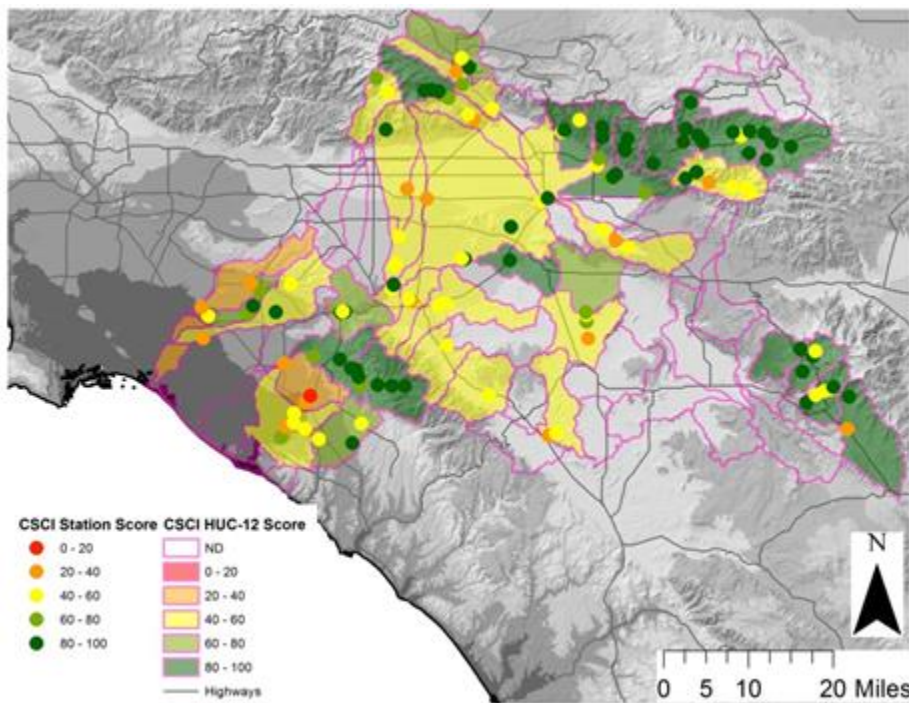 N
CSCI Station Score
0 - 20
20 - 40
40 - 60
60 - 80
80 - 100
CSCI HUC-12 Score
ND
0 - 20
20 - 40
40 - 60
60 - 80
80 - 100
Highways
0 5 10 20 Miles